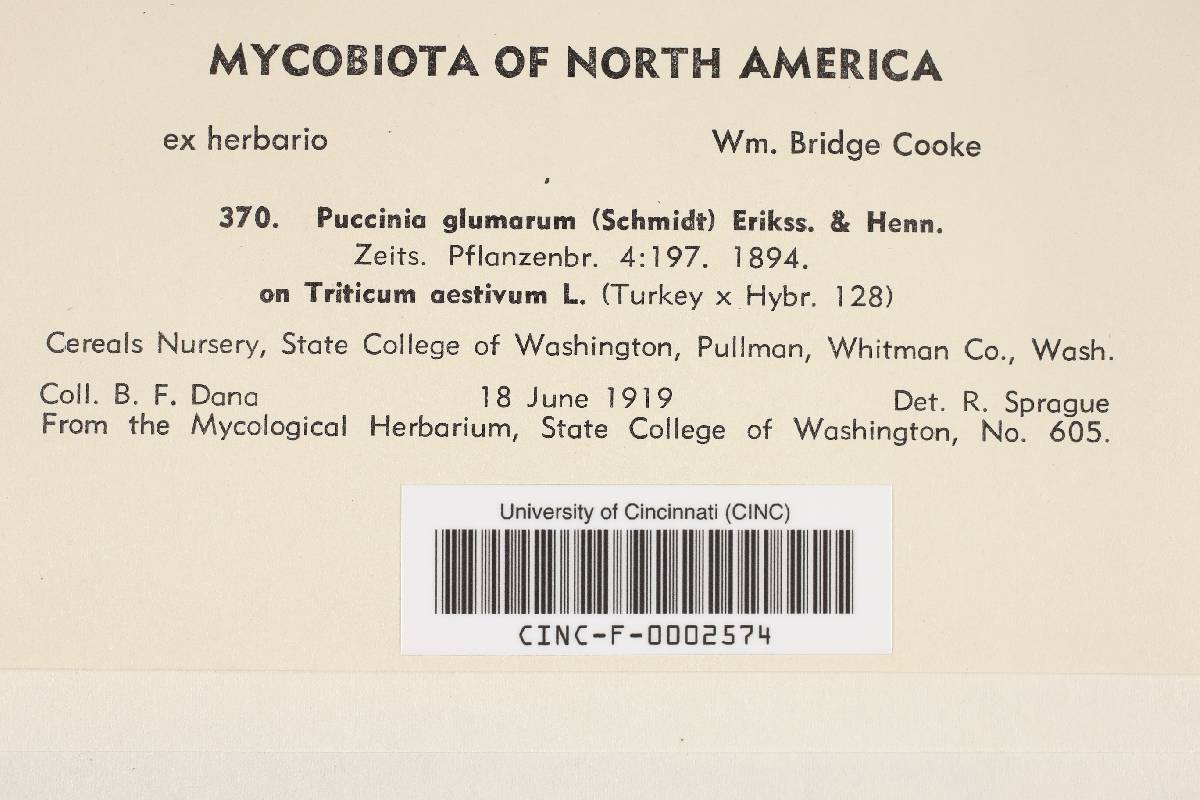 MYCOBIOTA OF NORTH AMERICA
ex herbario Wm. Bridge Cooke
370. Puccinia glumarum (Schmidt) Erikss. & Henn.
Zeits. Pflanzenbr. 4:197. 1894.
on Triticum aestivum L. (Turkey x Hybr. 128)
Cereals Nursery, State College of Washington, Pullman, Whitman Co., Wash.
Coll. B. F. Dana 18 June 1919 Det. R. Sprague
From the Mycological Herbarium, State College of Washington, No. 605.
University of Cincinnati (CINC)
CINC-F-0002574